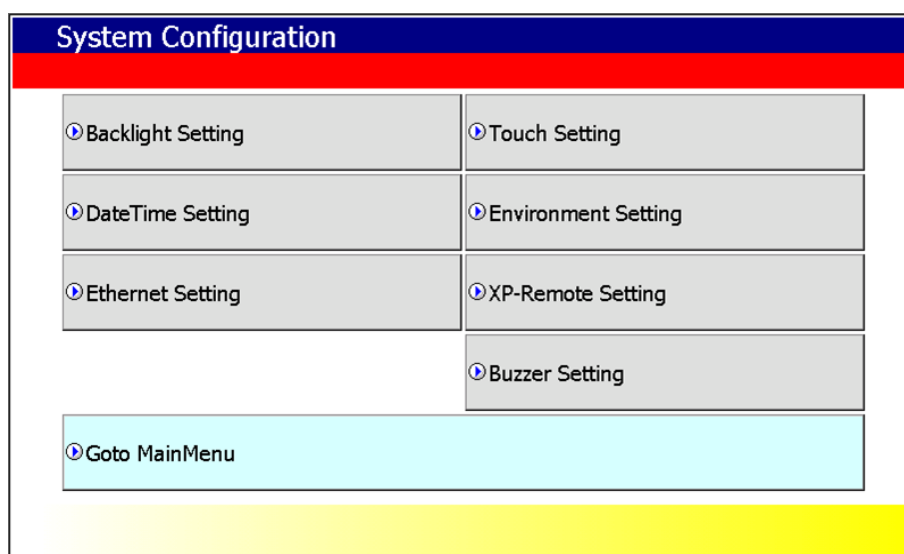 System Configuration
Backlight Setting
Touch Setting
DateTime Setting
Environment Setting
Ethernet Setting
XP-Remote Setting
Buzzer Setting
Goto MainMenu